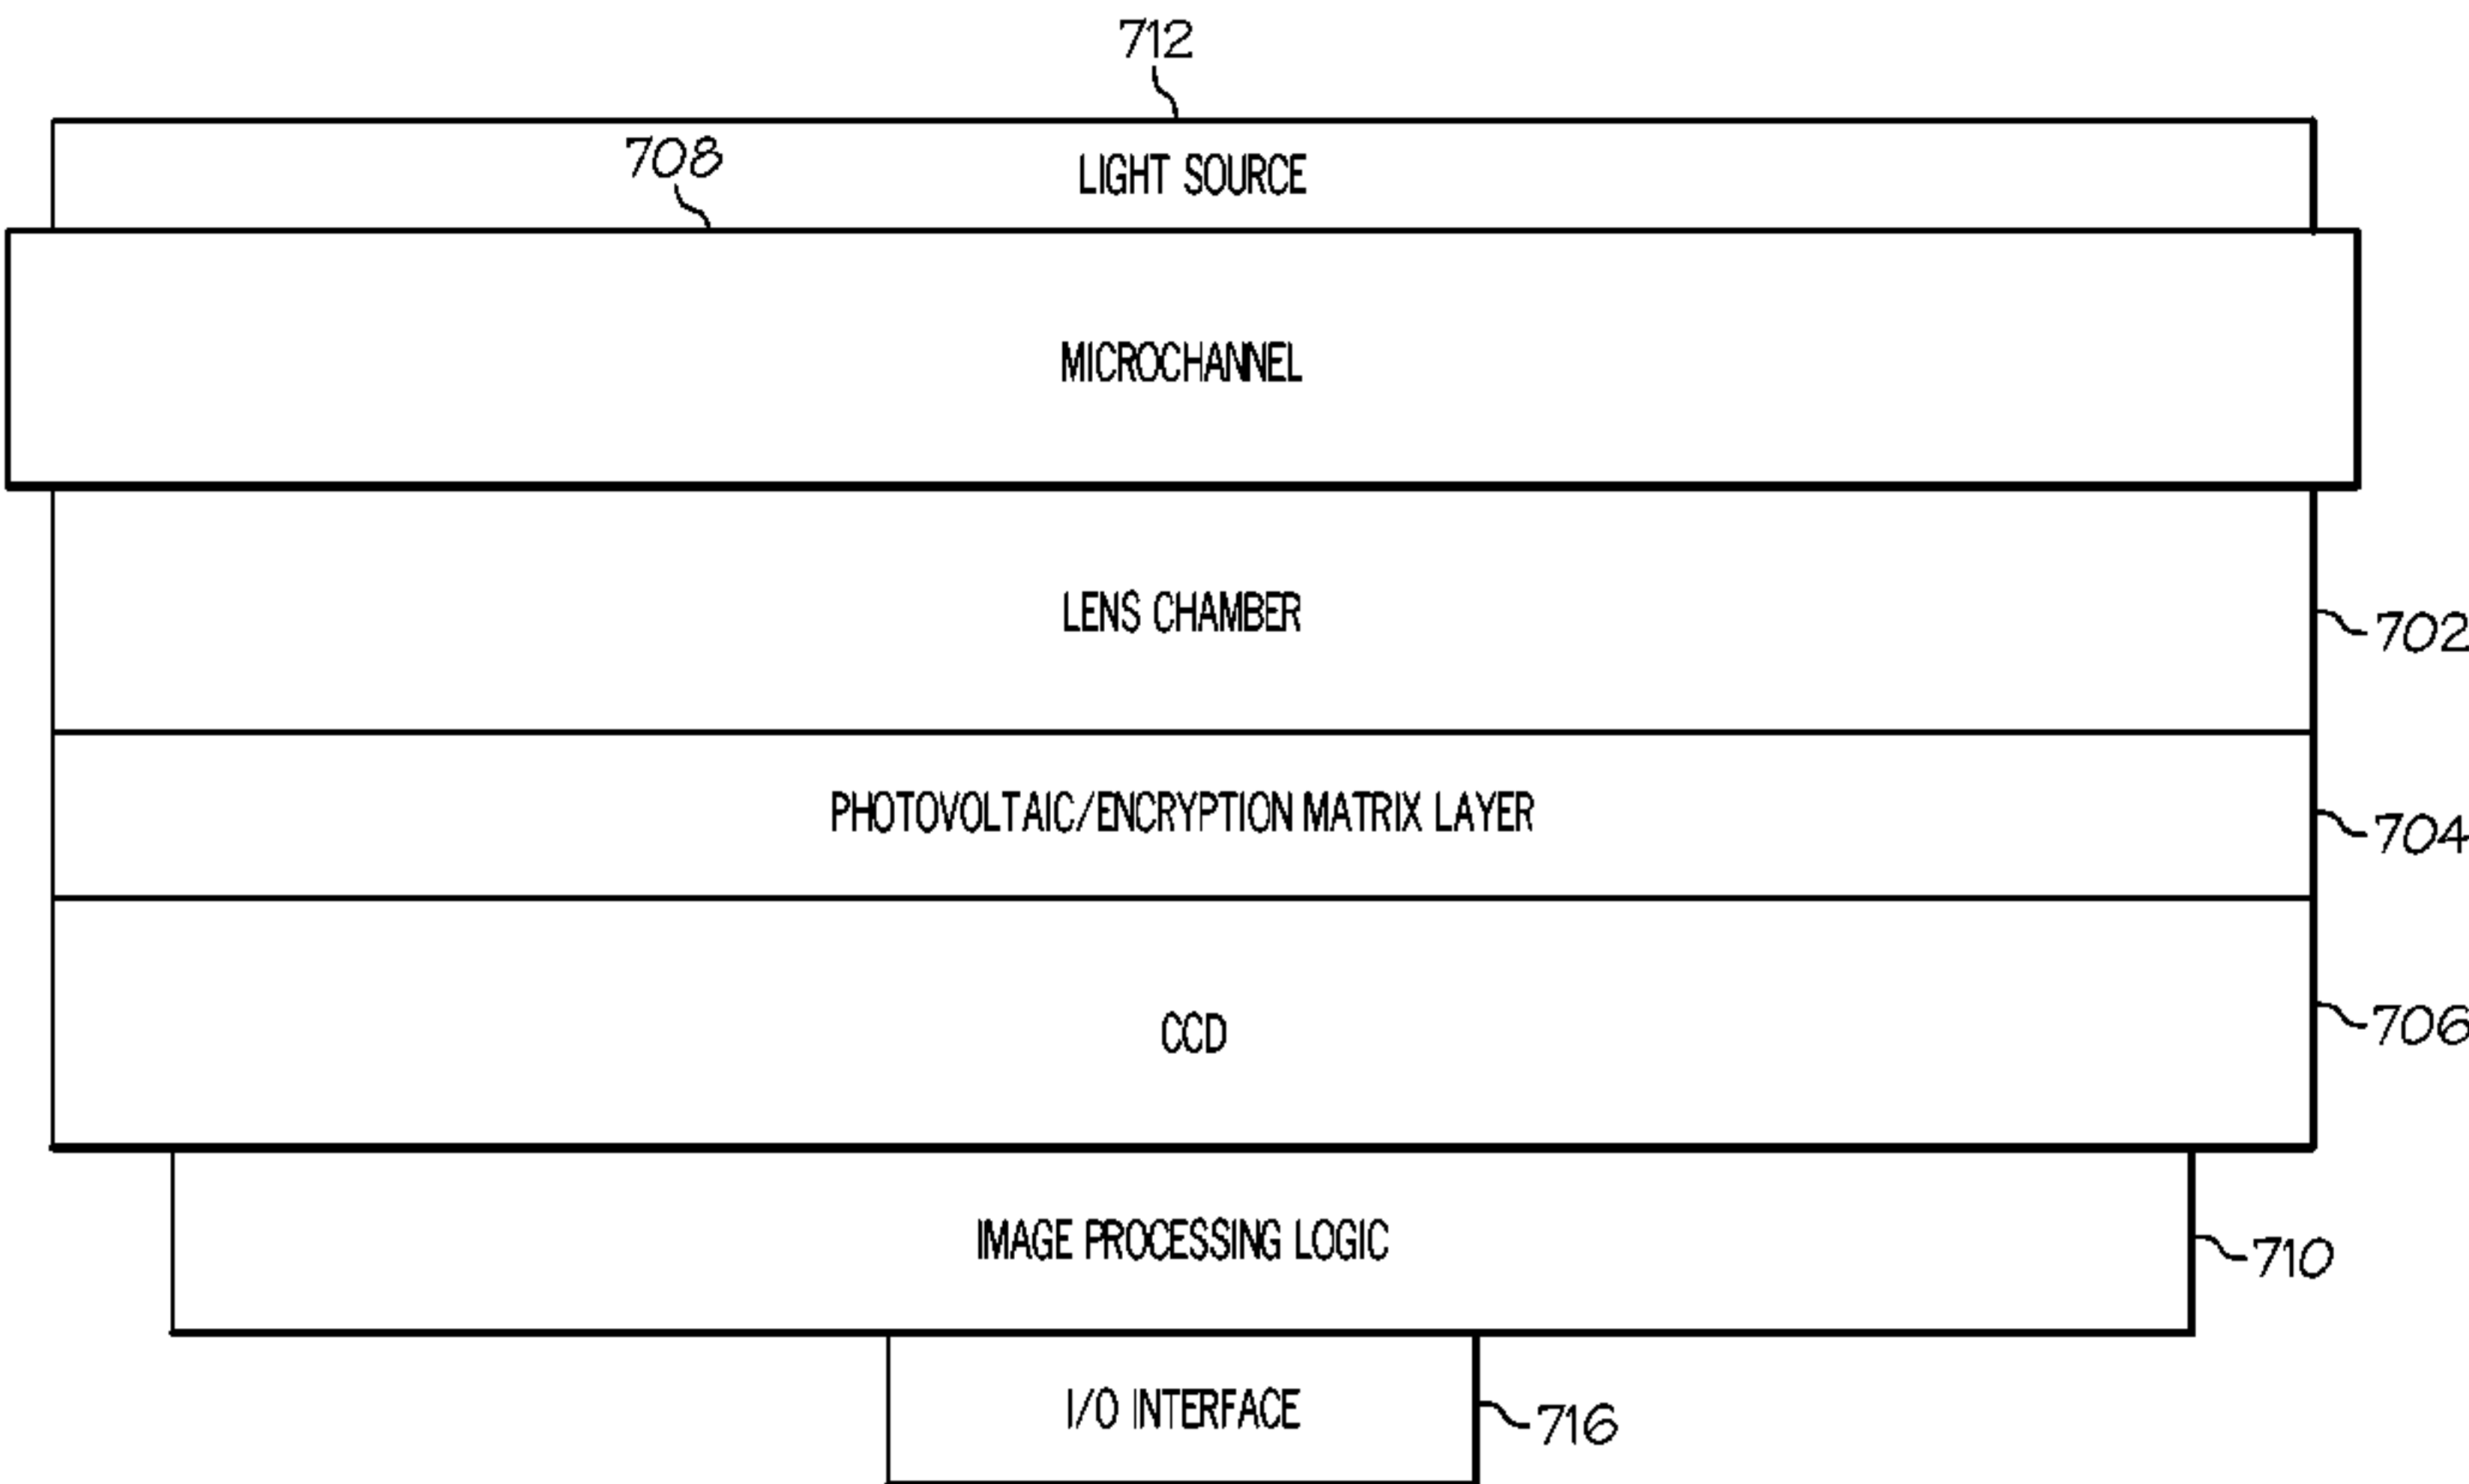 712
LIGHT SOURCE
708
MICROCHANNEL
LENS CHAMBER
702
PHOTOVOLTAIC/ENCRYPTION MATRIX LAYER
704
CCD
706
IMAGE PROCESSING LOGIC
710
I/O INTERFACE
716